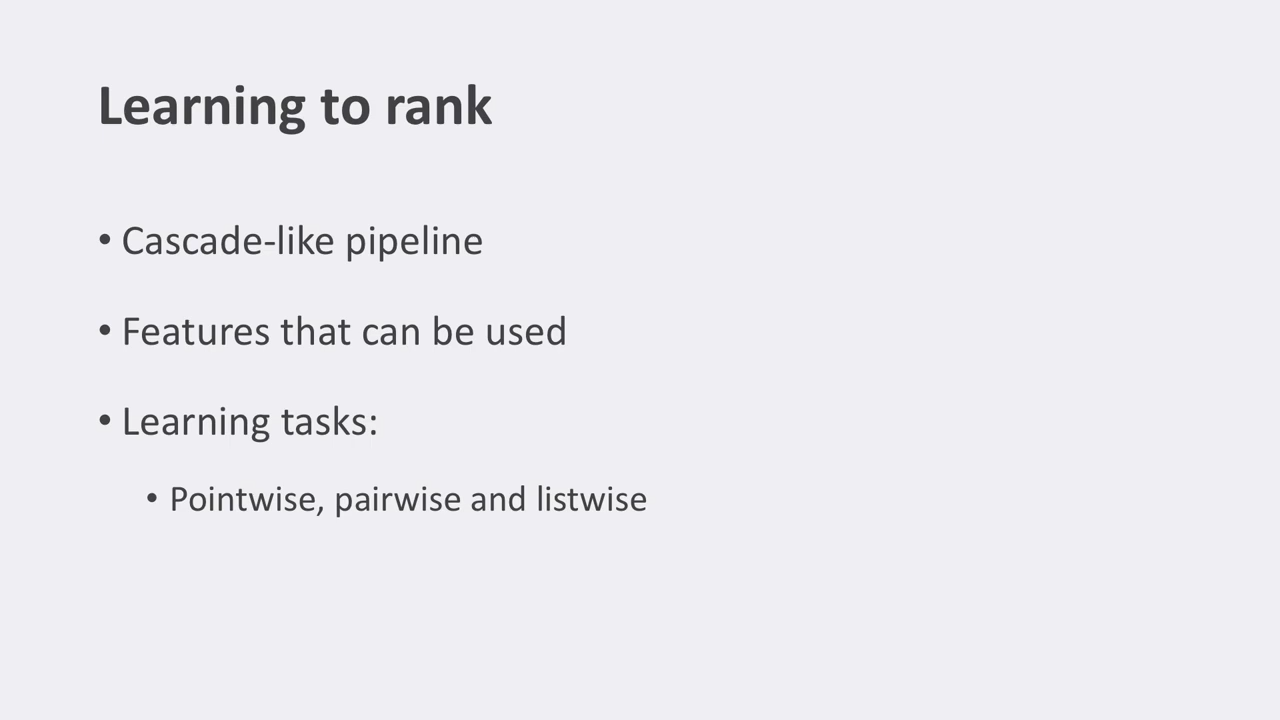 Learning to rank
• Cascade-like pipeline
• Features that can be used
• Learning tasks:
• Pointwise, pairwise and listwise